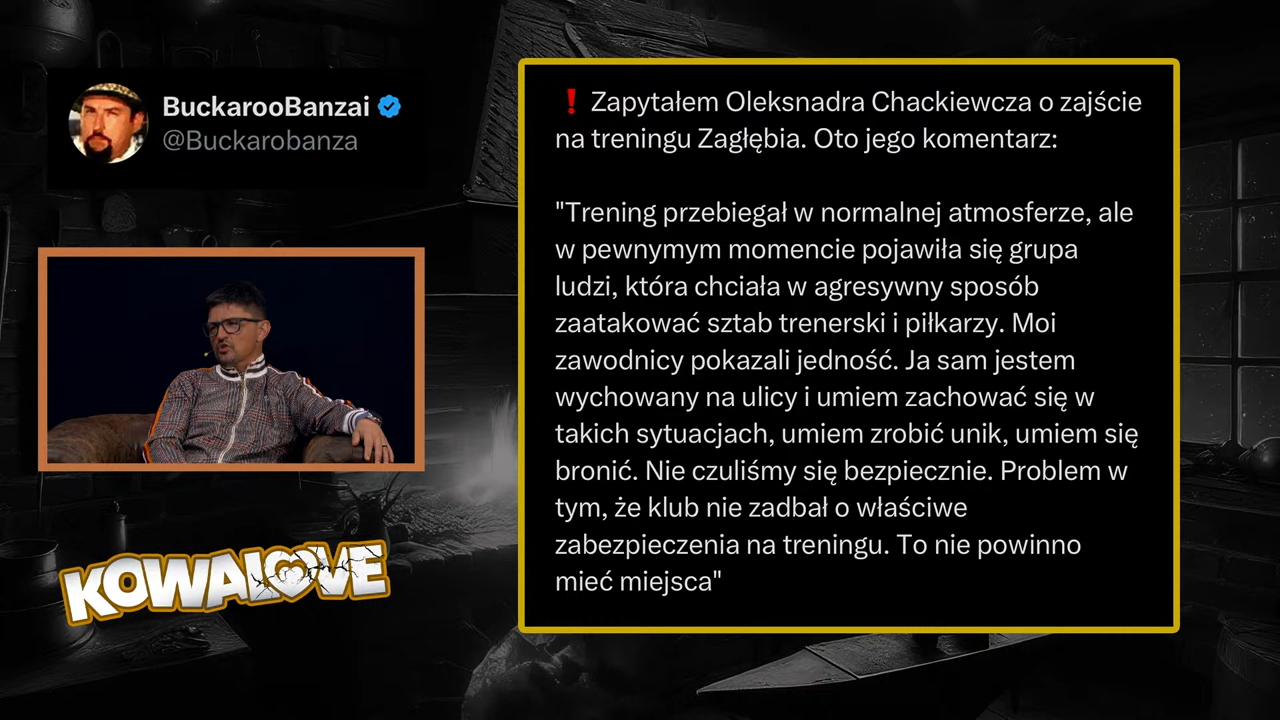 BuckarooBanzai
@Buckarobanza
KOWALOVE
❗ Zapytałem Oleksnadra Chackiewcza o zajście
na treningu Zagłębia. Oto jego komentarz:
"Trening przebiegał w normalnej atmosferze, ale
w pewnymym momencie pojawiła się grupa
ludzi, która chciała w agresywny sposób
zaatakować sztab trenerski i piłkarzy. Moi
zawodnicy pokazali jedność. Ja sam jestem
wychowany na ulicy i umiem zachować się w
takich sytuacjach, umiem zrobić unik, umiem się
bronić. Nie czuliśmy się bezpiecznie. Problem w
tym, że klub nie zadbał o właściwe
zabezpieczenia na treningu. To nie powinno
mieć miejsca"